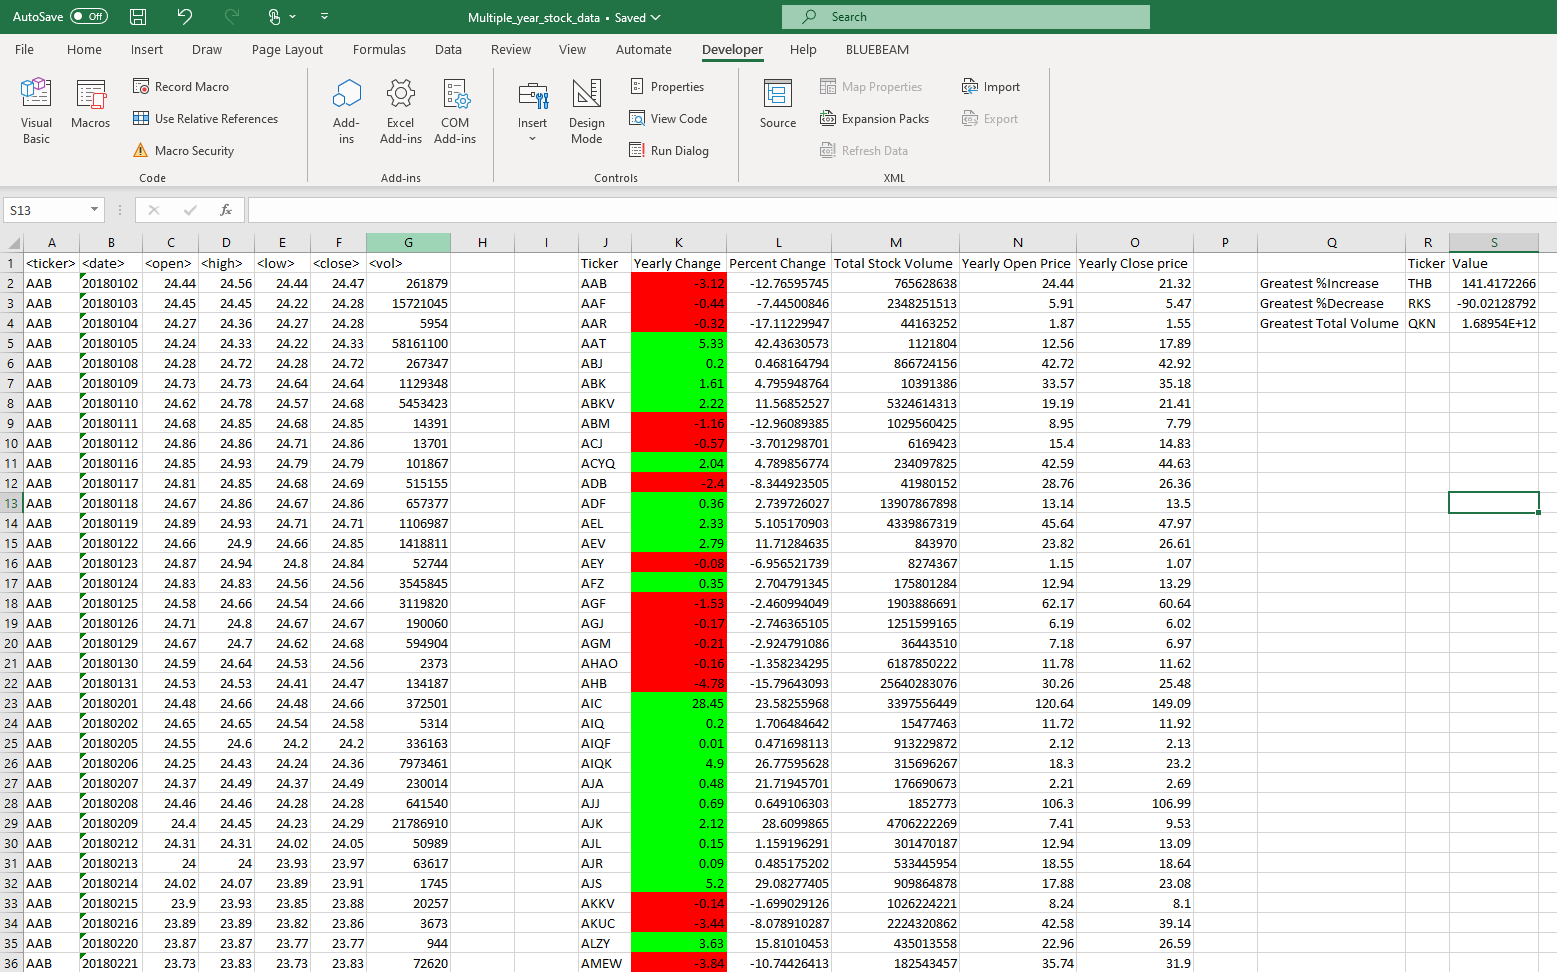 AutoSave Off Multiple_year_stock_data • Saved Search
File Home Insert Draw Page Layout Formulas Data Review View Automate Developer Help BLUEBEAM
Visual Basic
Macros
Record Macro
Use Relative References
Macro Security
Code
Add-ins
Excel Add-ins
COM Add-ins
Add-ins
Insert
Design Mode
Properties
View Code
Run Dialog
Controls
Source
Map Properties
Expansion Packs
Refresh Data
Import
Export
XML
S13 fx
A B C D E F G H I J K L M N O P Q R S
1 <ticker> <date> <open> <high> <low> <close> <vol> Ticker Yearly Change Percent Change Total Stock Volume Yearly Open Price Yearly Close price Ticker Value
2 AAB 20180102 24.44 24.56 24.44 24.47 261879 AAB -3.12 -12.76595745 765628638 24.44 21.32 Greatest %Increase THB 141.4172266
3 AAB 20180103 24.45 24.45 24.22 24.28 15721045 AAF -0.44 -7.44500846 2348251513 5.91 5.47 Greatest %Decrease RKS -90.02128792
4 AAB 20180104 24.27 24.36 24.27 24.28 5954 AAR -0.32 -17.11229947 44163252 1.87 1.55 Greatest Total Volume QKN 1.68954E+12
5 AAB 20180105 24.24 24.33 24.22 24.33 58161100 AAT 5.33 42.43630573 1121804 12.56 17.89
6 AAB 20180108 24.28 24.72 24.28 24.72 267347 ABJ 0.2 0.468164794 866724156 42.72 42.92
7 AAB 20180109 24.73 24.73 24.64 24.64 1129348 ABK 1.61 4.795948764 10391386 33.57 35.18
8 AAB 20180110 24.62 24.78 24.57 24.68 5453423 ABKV 2.22 11.56852527 5324614313 19.19 21.41
9 AAB 20180111 24.68 24.85 24.68 24.85 14391 ABM -1.16 -12.96089385 1029560425 8.95 7.79
10 AAB 20180112 24.86 24.86 24.71 24.86 13701 ACJ -0.57 -3.701298701 6169423 15.4 14.83
11 AAB 20180116 24.85 24.93 24.79 24.79 101867 ACYQ 2.04 4.789856774 234097825 42.59 44.63
12 AAB 20180117 24.81 24.85 24.68 24.69 515155 ADB -2.4 -8.344923505 41980152 28.76 26.36
13 AAB 20180118 24.67 24.86 24.67 24.86 657377 ADF 0.36 2.739726027 13907867898 13.14 13.5
14 AAB 20180119 24.89 24.93 24.71 24.71 1106987 AEL 2.33 5.105170903 4339867319 45.64 47.97
15 AAB 20180122 24.66 24.9 24.66 24.85 1418811 AEV 2.79 11.71284635 843970 23.82 26.61
16 AAB 20180123 24.87 24.94 24.8 24.84 52744 AEY -0.08 -6.956521739 8274367 1.15 1.07
17 AAB 20180124 24.83 24.83 24.56 24.56 3545845 AFZ 0.35 2.704791345 175801284 12.94 13.29
18 AAB 20180125 24.58 24.66 24.54 24.66 3119820 AGF -1.53 -2.460994049 1903886691 62.17 60.64
19 AAB 20180126 24.71 24.8 24.67 24.67 190060 AGJ -0.17 -2.746365105 1251599165 6.19 6.02
20 AAB 20180129 24.67 24.7 24.62 24.68 594904 AGM -0.21 -2.924791086 36443510 7.18 6.97
21 AAB 20180130 24.59 24.64 24.53 24.56 2373 AHAO -0.16 -1.358234295 6187850222 11.78 11.62
22 AAB 20180131 24.53 24.53 24.41 24.47 134187 AHB -4.78 -15.79643093 25640283076 30.26 25.48
23 AAB 20180201 24.48 24.66 24.48 24.66 372501 AIC 28.45 23.58255968 3397556449 120.64 149.09
24 AAB 20180202 24.65 24.65 24.54 24.58 5314 AIQ 0.2 1.706484642 15477463 11.72 11.92
25 AAB 20180205 24.55 24.6 24.2 24.2 336163 AIQF 0.01 0.471698113 913229872 2.12 2.13
26 AAB 20180206 24.25 24.43 24.24 24.36 7973461 AIQK 4.9 26.77595628 315696267 18.3 23.2
27 AAB 20180207 24.37 24.49 24.37 24.49 230014 AJA 0.48 21.71945701 176690673 2.21 2.69
28 AAB 20180208 24.46 24.46 24.28 24.28 641540 AJJ 0.69 0.649106303 1852773 106.3 106.99
29 AAB 20180209 24.4 24.45 24.23 24.29 21786910 AJK 2.12 28.6099865 4706222269 7.41 9.53
30 AAB 20180212 24.31 24.31 24.02 24.05 50989 AJL 0.15 1.159196291 301470187 12.94 13.09
31 AAB 20180213 24 24 23.93 23.97 63617 AJR 0.09 0.485175202 533445954 18.55 18.64
32 AAB 20180214 24.02 24.07 23.89 23.91 1745 AJS 5.2 29.08277405 909864878 17.88 23.08
33 AAB 20180215 23.9 23.93 23.85 23.88 20257 AKKV -0.14 -1.699029126 1026224221 8.24 8.1
34 AAB 20180216 23.89 23.89 23.82 23.86 3673 AKUC -3.44 -8.078910287 2224320862 42.58 39.14
35 AAB 20180220 23.87 23.87 23.77 23.77 944 ALZY 3.63 15.81010453 435013558 22.96 26.59
36 AAB 20180221 23.73 23.83 23.73 23.83 72620 AMEW -3.84 -10.74426413 182543457 35.74 31.9